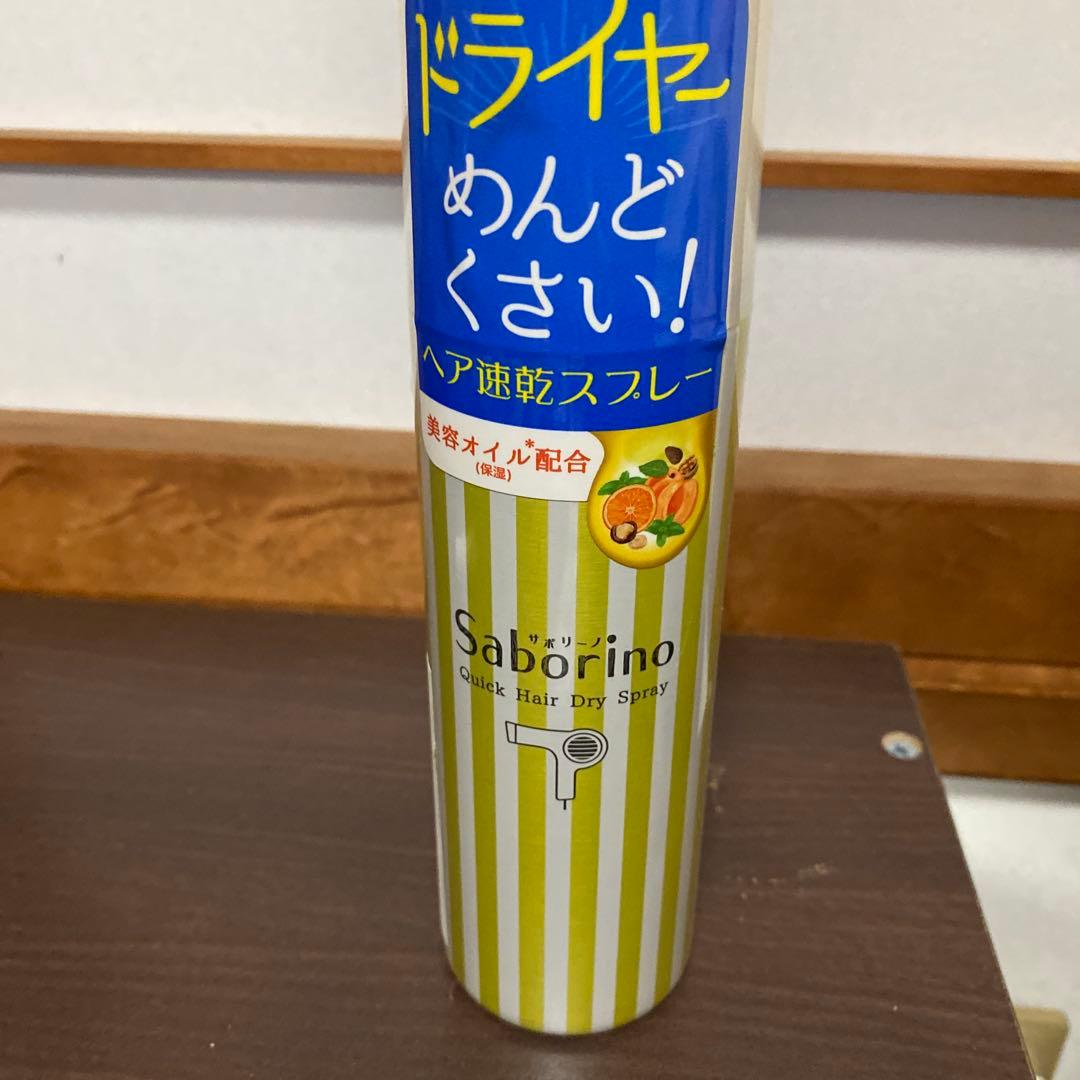 ドライヤー
めんど
くさい!
ヘア速乾スプレー
美容オイル*配合
(保湿)
サボリーノ
Saborino
Quick Hair Dry Spray